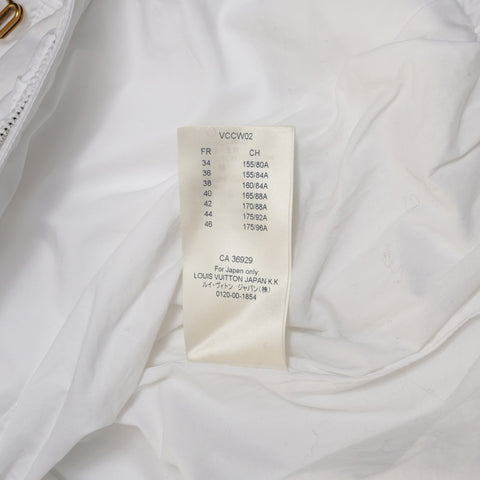 VCCW02
FR CH
34 155/80A
36 155/84A
38 160/84A
40 165/88A
42 170/88A
44 175/92A
46 175/96A
CA 36929
For Japan only:
LOUIS VUITTON JAPAN K.K
ルイ・ヴィトン ジャパン(株)
0120-00-1854